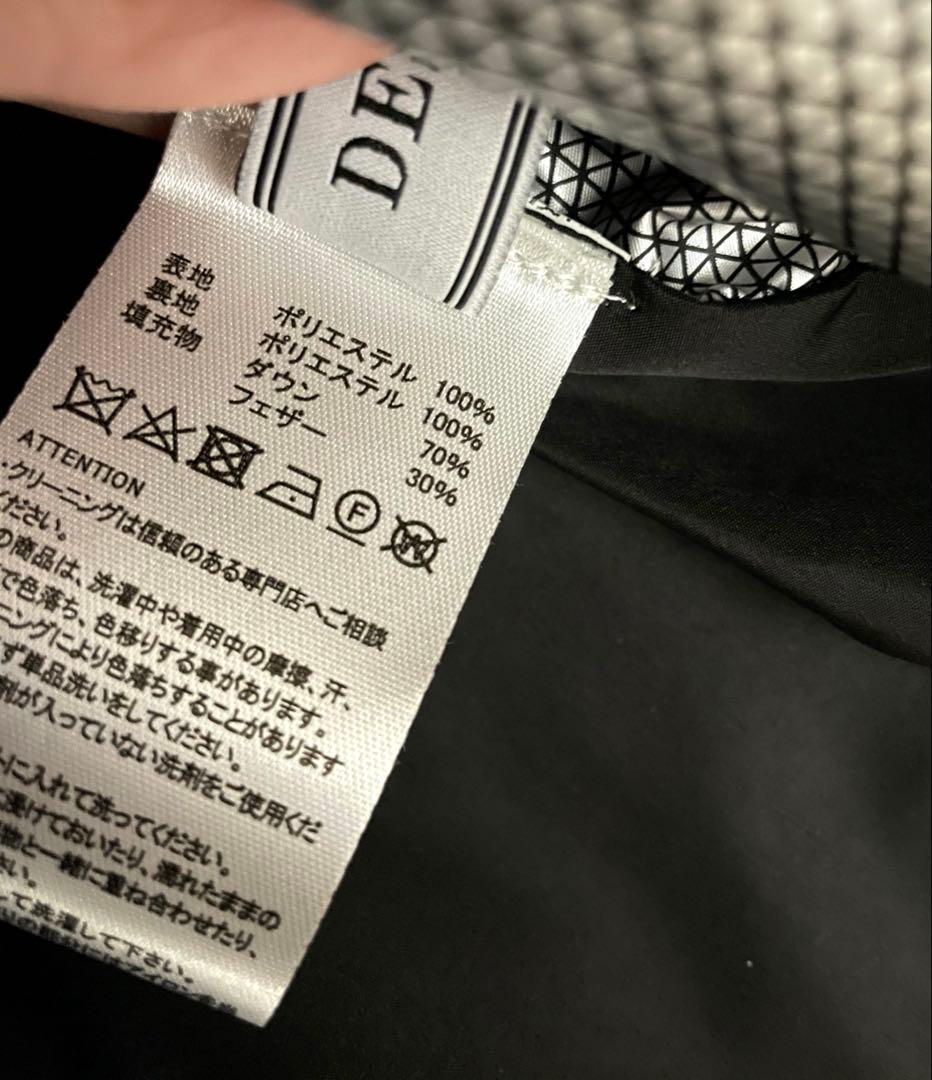 DE
表地 ポリエステル 100%
裏地 ポリエステル 100%
填充物 ダウン 70%
フェザー 30%
F
W
ATTENTION
・クリーニングは信頼のある専門店へご相談
ください。
の商品は、洗濯中や着用中の摩擦、汗、
で色落ち、色移りする事があります。
ニングにより色落ちすることがあります
ず単品洗いをしてください。
剤が入っていない洗剤をご使用くだ
に入れて洗ってください。
漬けておいたり、濡れたままの
物と一緒に重ね合わせたり、
さい。
して洗濯して下さい。